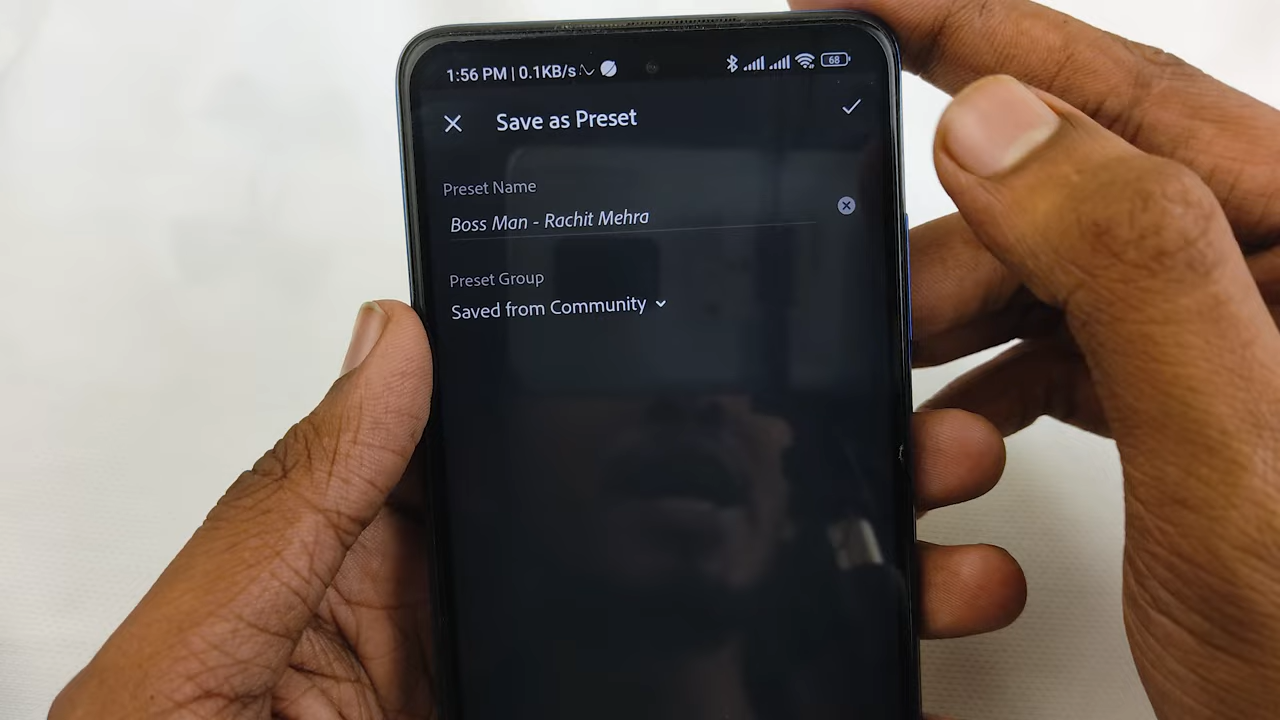 1:56 PM | 0.1KB/s
68
Save as Preset
Preset Name
Boss Man - Rachit Mehra
Preset Group
Saved from Community